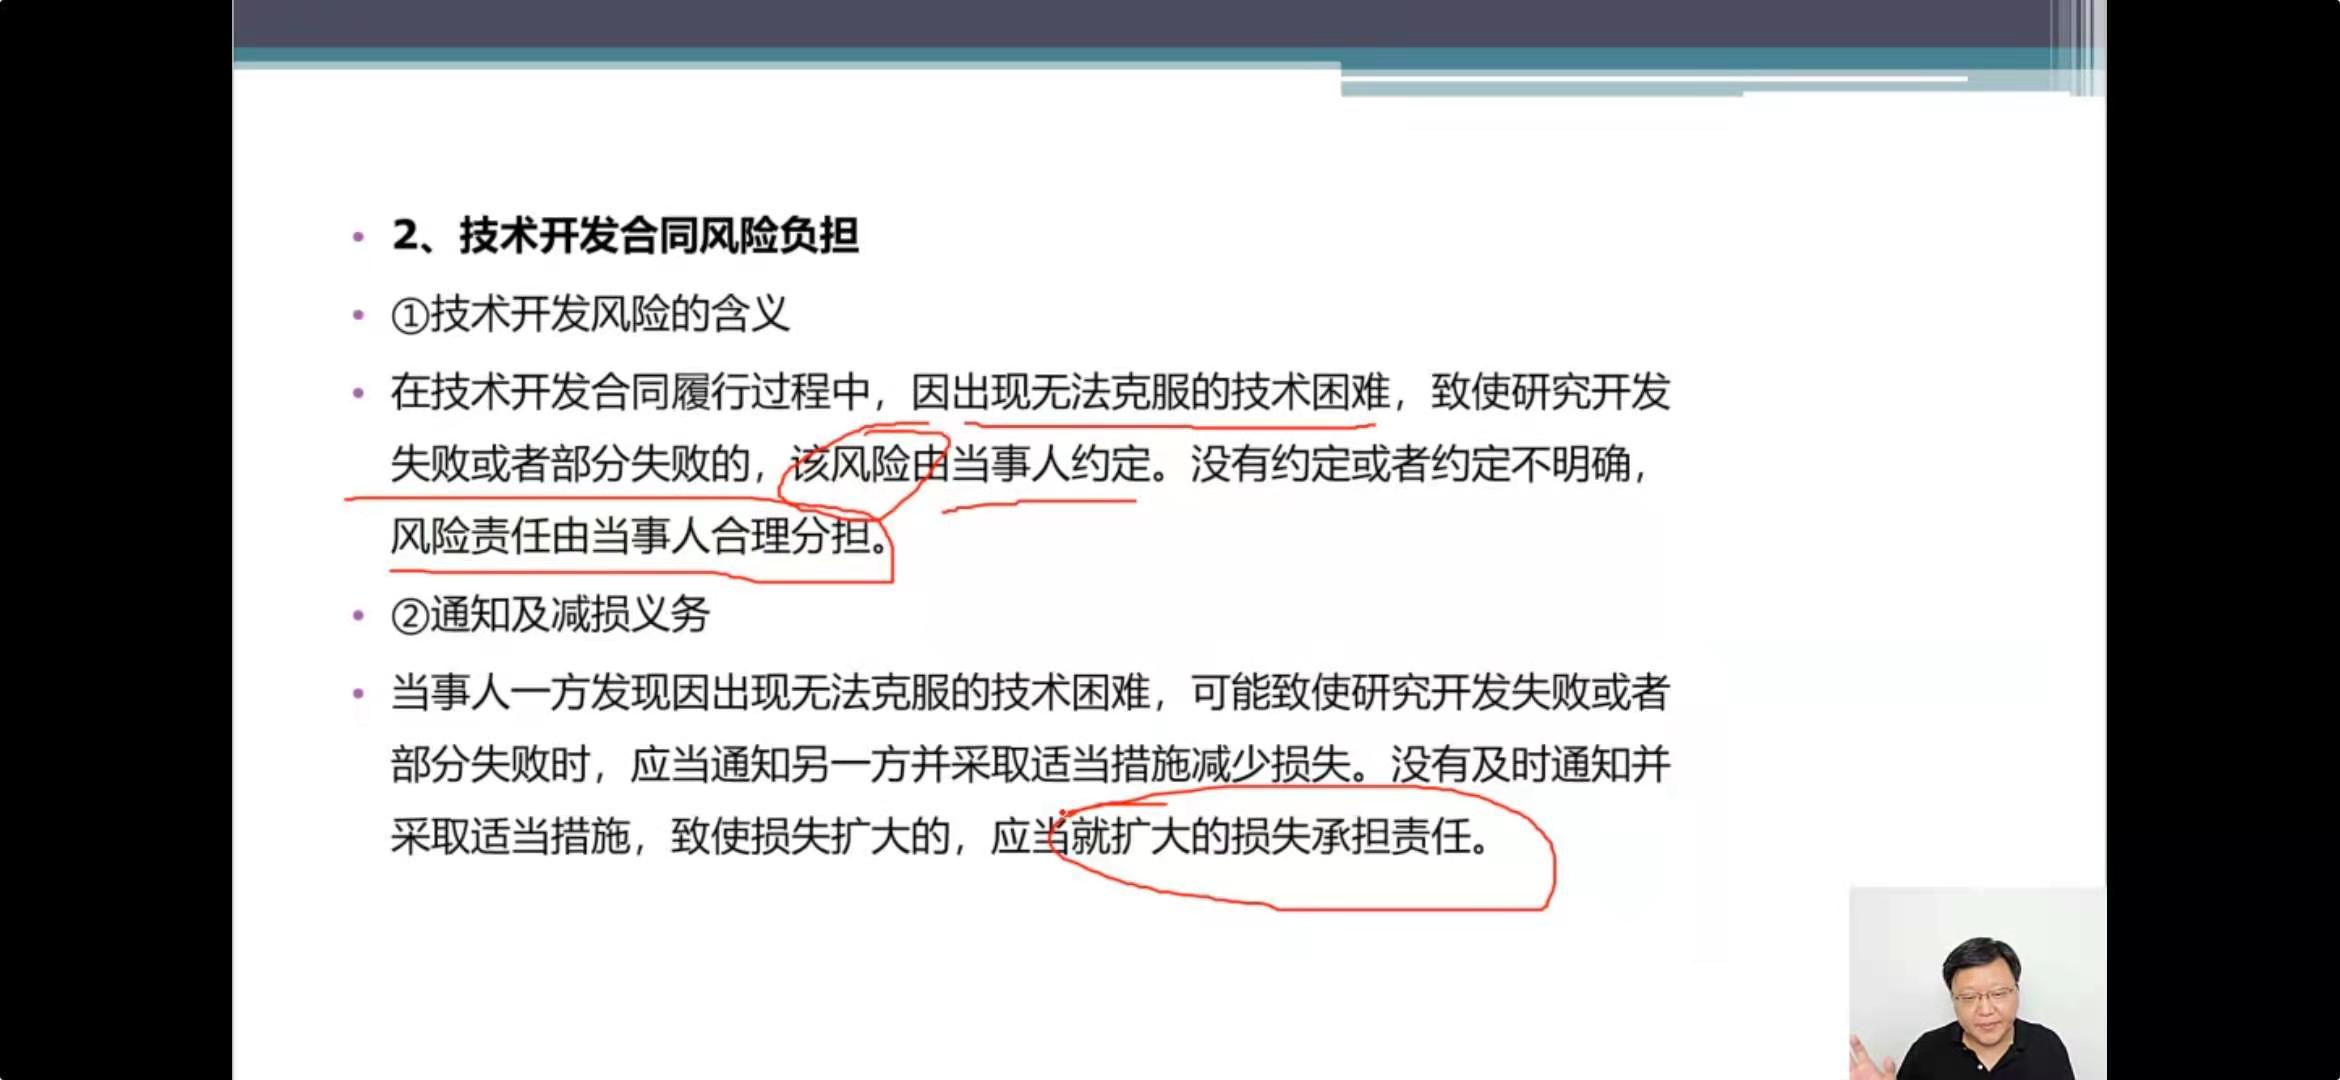 2、技术开发合同风险负担
①技术开发风险的含义
在技术开发合同履行过程中，因出现无法克服的技术困难，致使研究开发
失败或者部分失败的，该风险由当事人约定。没有约定或者约定不明确，
风险责任由当事人合理分担。
②通知及减损义务
当事人一方发现因出现无法克服的技术困难，可能致使研究开发失败或者
部分失败时，应当通知另一方并采取适当措施减少损失。没有及时通知并
采取适当措施，致使损失扩大的，应当就扩大的损失承担责任。